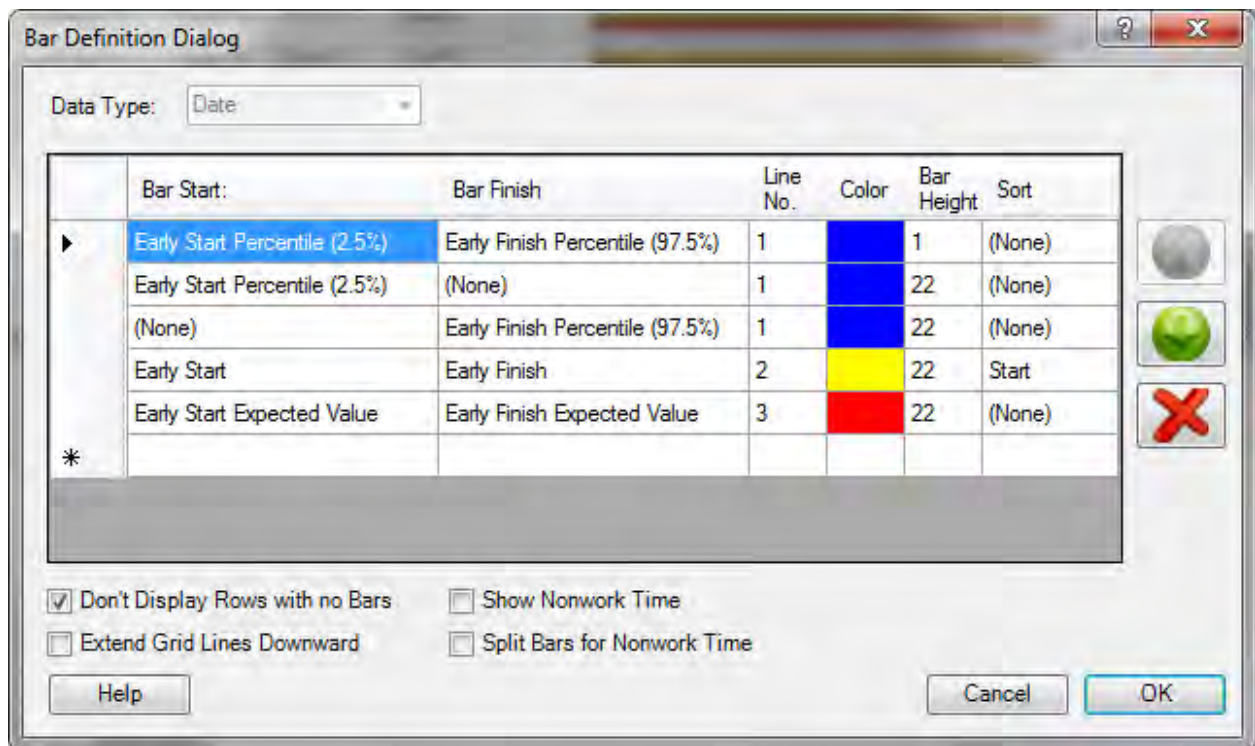 Bar Definition Dialog
?
X
Data Type: Date
Bar Start: Bar Finish Line No. Color Bar Height Sort
Early Start Percentile (2.5%) Early Finish Percentile (97.5%) 1 1 (None)
Early Start Percentile (2.5%) (None) 1 22 (None)
(None) Early Finish Percentile (97.5%) 1 22 (None)
Early Start Early Finish 2 22 Start
Early Start Expected Value Early Finish Expected Value 3 22 (None)
*
Don't Display Rows with no Bars Show Nonwork Time
Extend Grid Lines Downward Split Bars for Nonwork Time
Help Cancel OK